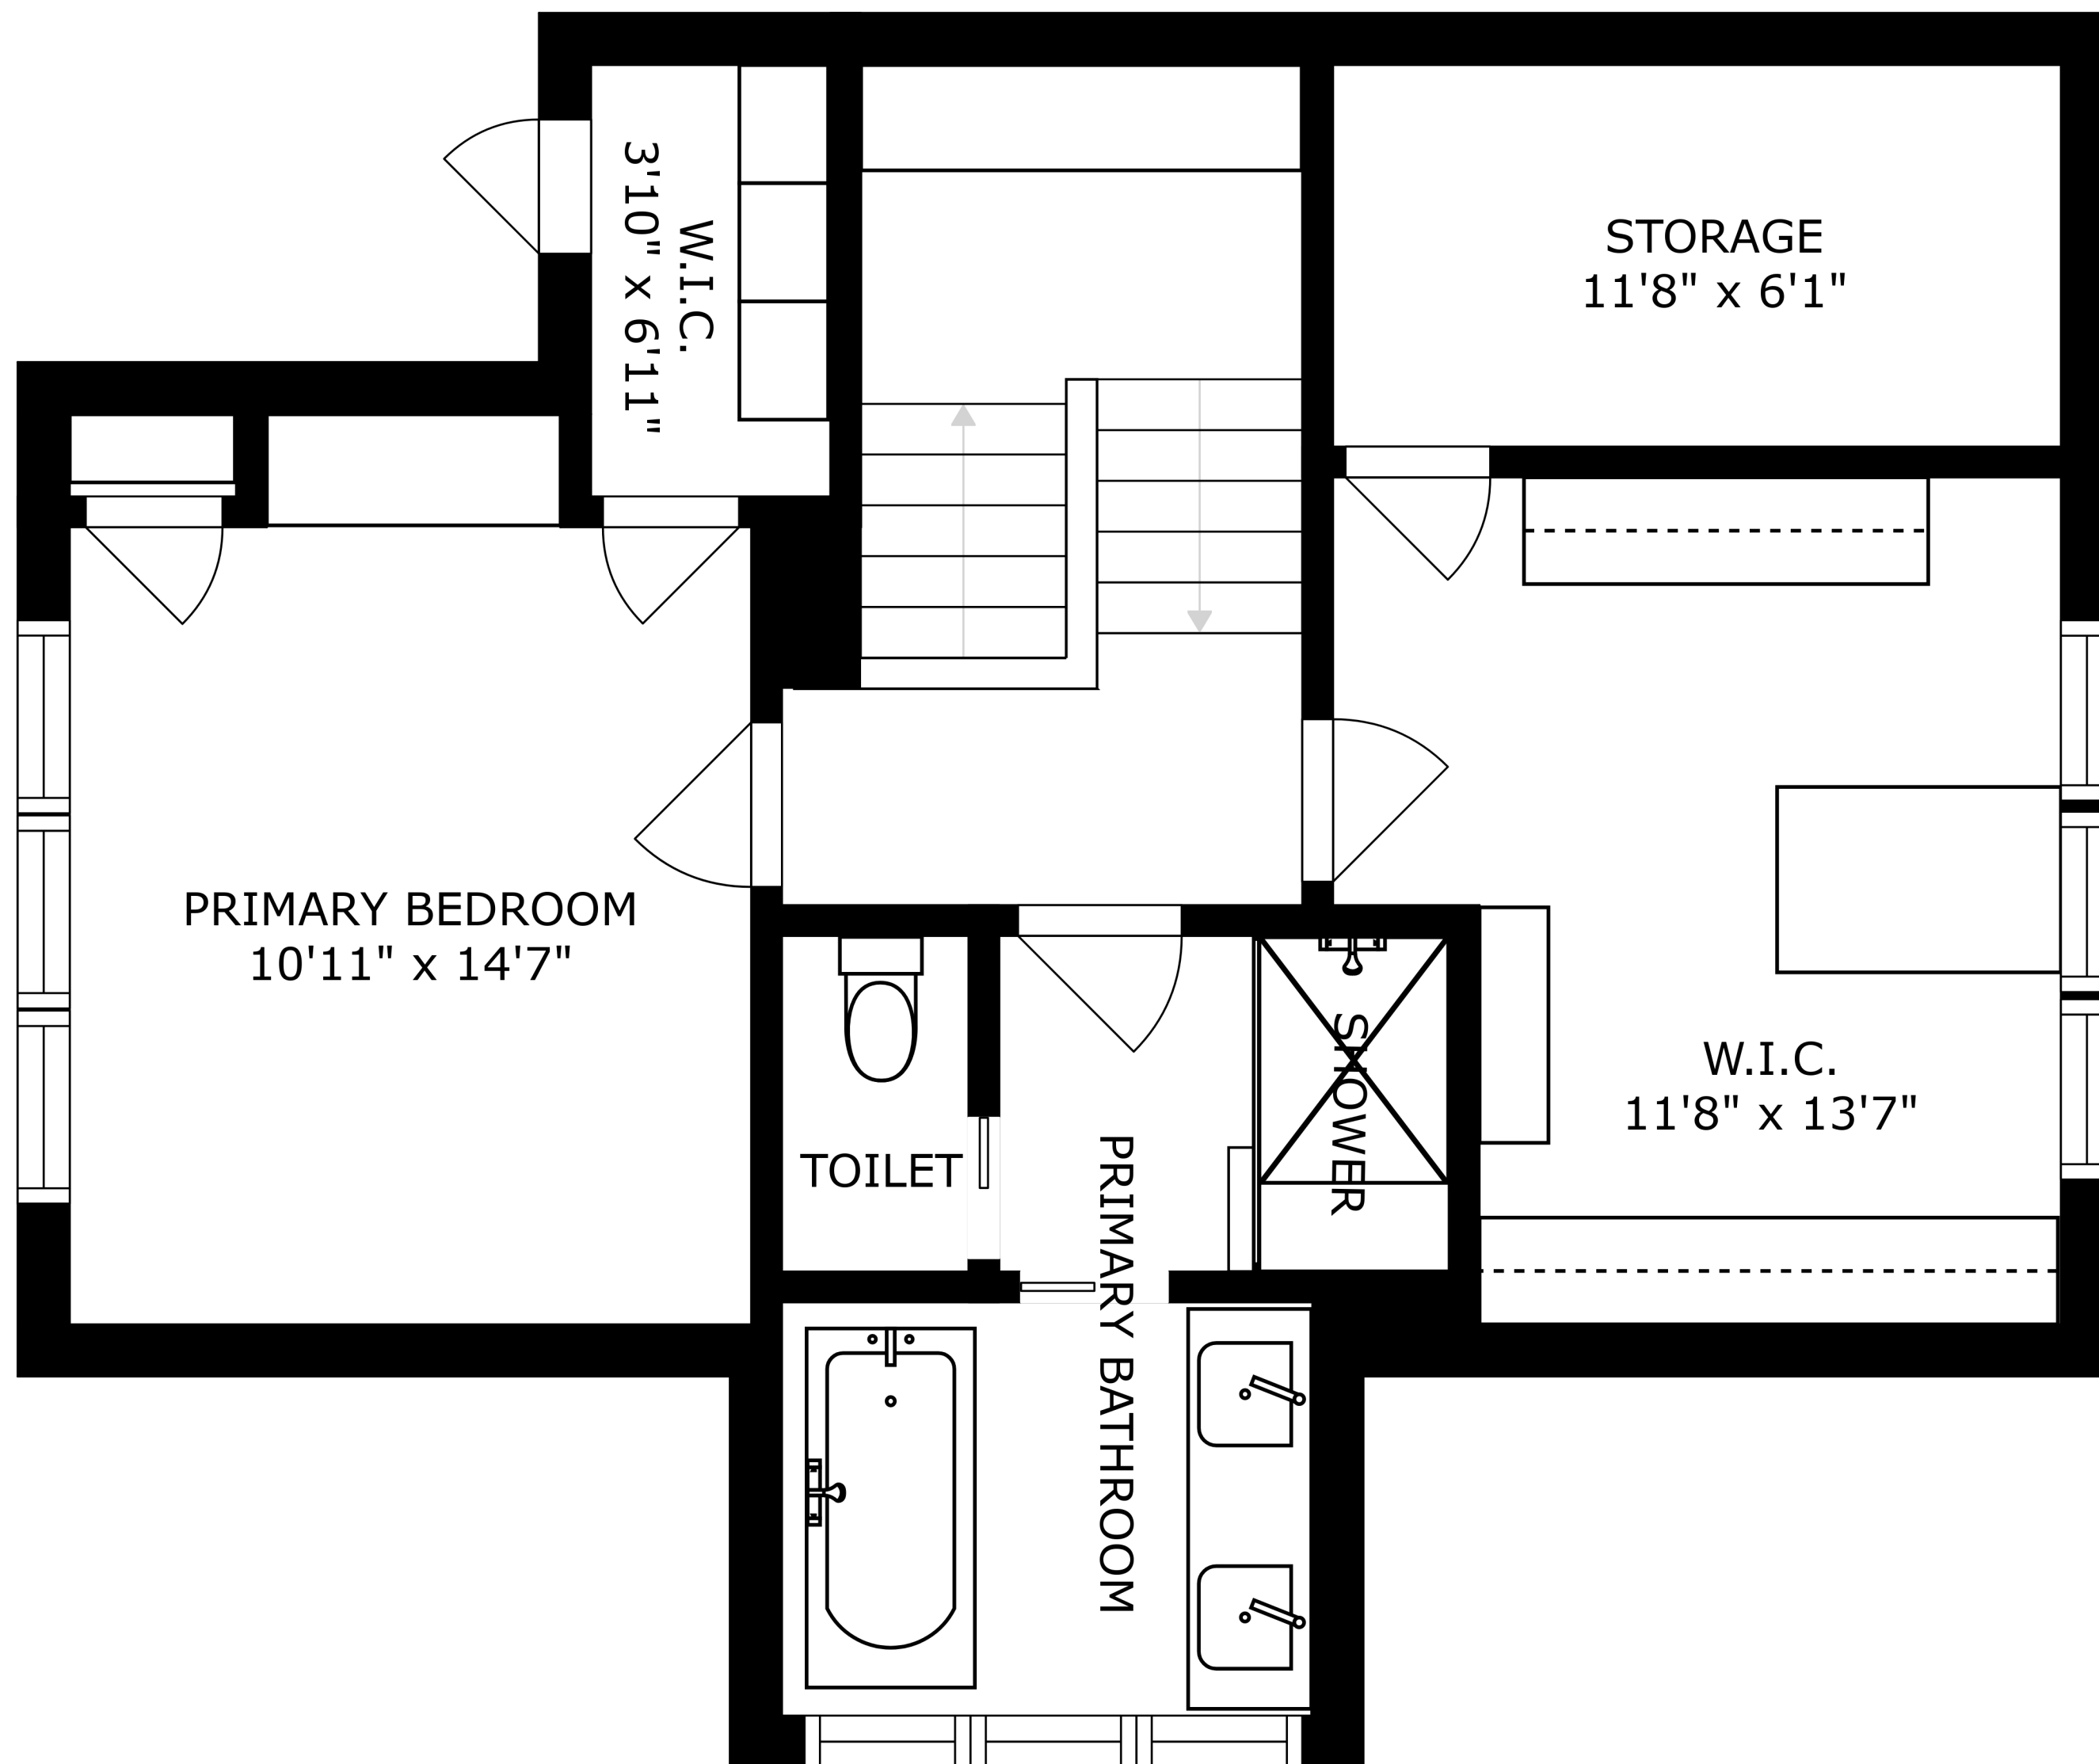 W.I.C.
3'10" x 6'11"
STORAGE
11'8" x 6'1"
PRIMARY BEDROOM
10'11" x 14'7"
SHOWER
W.I.C.
11'8" x 13'7"
TOILET
PRIMARY BATHROOM